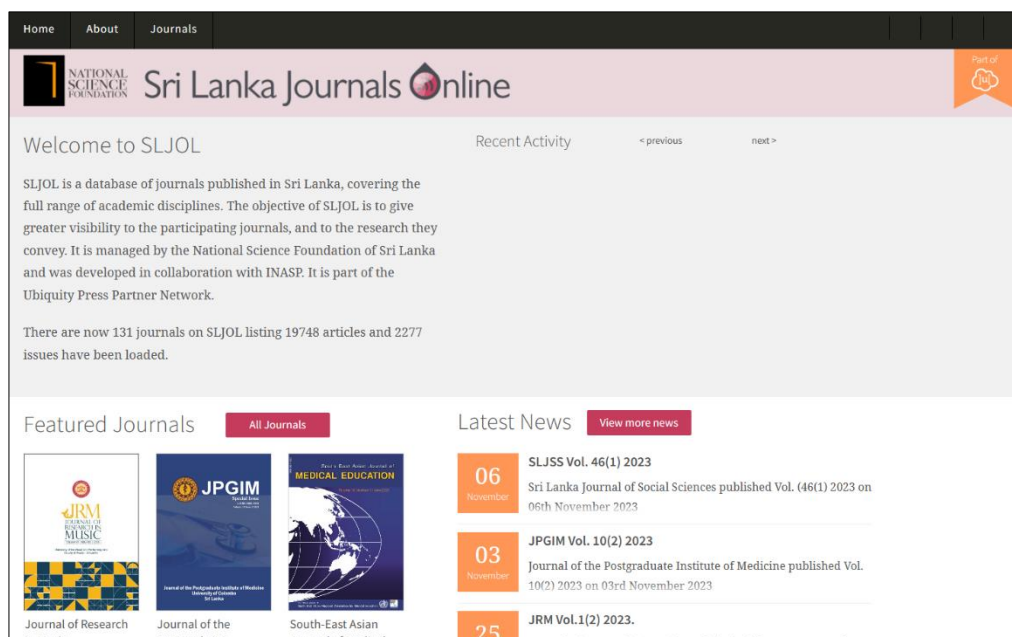 Home About Journals
Part of
[u]
NATIONAL
SCIENCE
FOUNDATION
Sri Lanka Journals Online
Welcome to SLJOL
SLJOL is a database of journals published in Sri Lanka, covering the
full range of academic disciplines. The objective of SLJOL is to give
greater visibility to the participating journals, and to the research they
convey. It is managed by the National Science Foundation of Sri Lanka
and was developed in collaboration with INASP. It is part of the
Ubiquity Press Partner Network.
There are now 131 journals on SLJOL listing 19748 articles and 2277
issues have been loaded.
Recent Activity < previous next >
Featured Journals All Journals
JRM
JOURNAL OF
RESEARCH IN
MUSIC
JPGIM
Special Issue
Journal of the Postgraduate Institute of Medicine
University of Colombo
Sri Lanka
South-East Asian Journal of
MEDICAL EDUCATION
Journal of Research
Journal of the
South-East Asian
Latest News View more news
06
November
SLJSS Vol. 46(1) 2023
Sri Lanka Journal of Social Sciences published Vol. (46(1) 2023 on
06th November 2023
03
November
JPGIM Vol. 10(2) 2023
Journal of the Postgraduate Institute of Medicine published Vol.
10(2) 2023 on 03rd November 2023
25
JRM Vol.1(2) 2023.